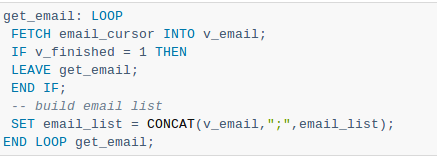 get_email: LOOP
FETCH email_cursor INTO v_email;
IF v_finished = 1 THEN
LEAVE get_email;
END IF;
-- build email list
SET email_list = CONCAT(v_email,";",email_list);
END LOOP get_email;